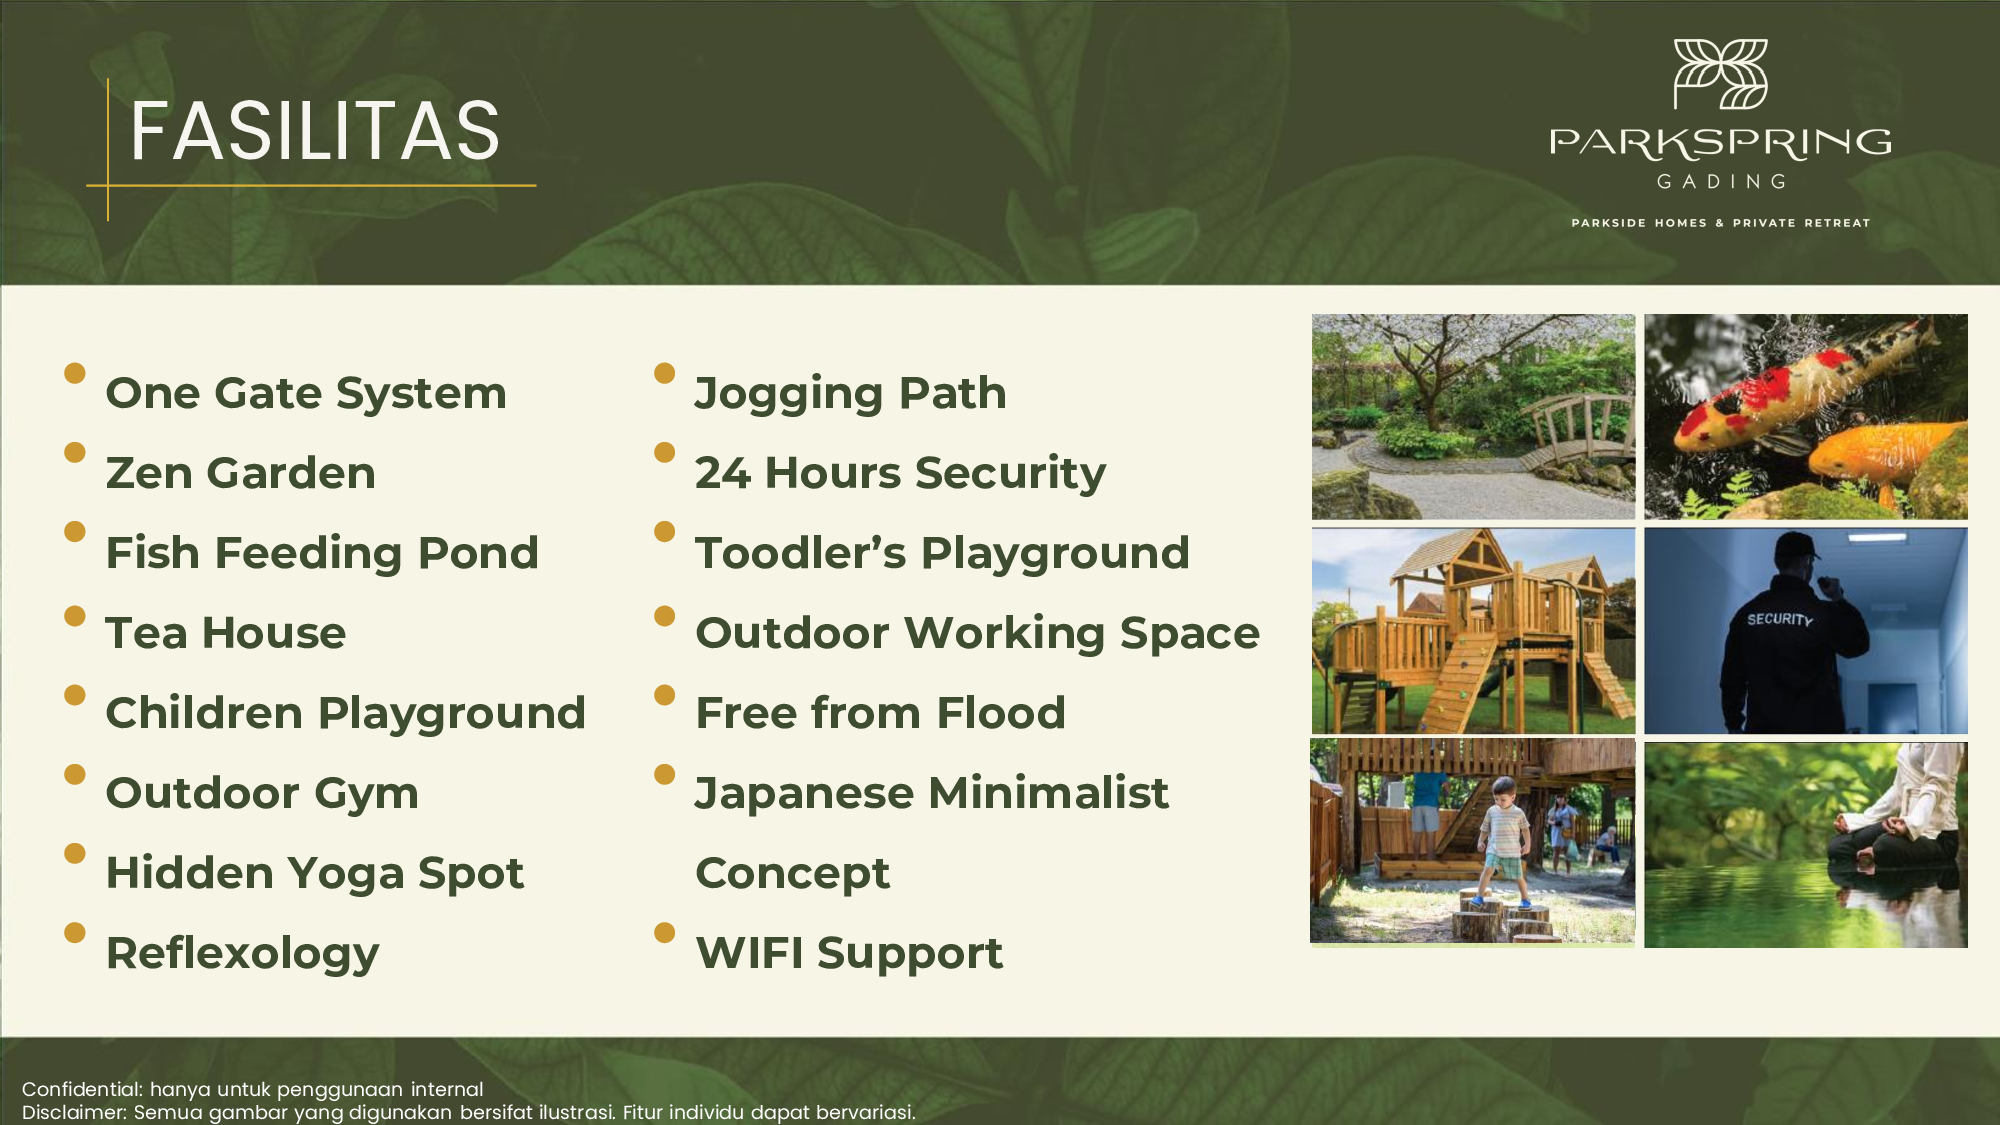 FASILITAS
PARKSPRING
GADING
PARKSIDE HOMES & PRIVATE RETREAT
One Gate System
Zen Garden
Fish Feeding Pond
Tea House
Children Playground
Outdoor Gym
Hidden Yoga Spot
Reflexology
Jogging Path
24 Hours Security
Toodler’s Playground
Outdoor Working Space
Free from Flood
Japanese Minimalist
Concept
WIFI Support
SECURITY
Confidential: hanya untuk penggunaan internal
Disclaimer: Semua gambar yang digunakan bersifat ilustrasi. Fitur individu dapat bervariasi.